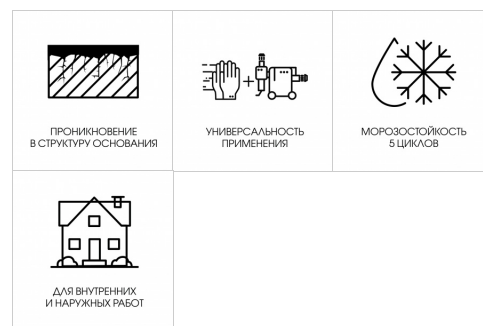 ПРОНИКНОВЕНИЕ
В СТРУКТУРУ ОСНОВАНИЯ
УНИВЕРСАЛЬНОСТЬ
ПРИМЕНЕНИЯ
МОРОЗОСТОЙКОСТЬ
5 ЦИКЛОВ
ДЛЯ ВНУТРЕННИХ
И НАРУЖНЫХ РАБОТ